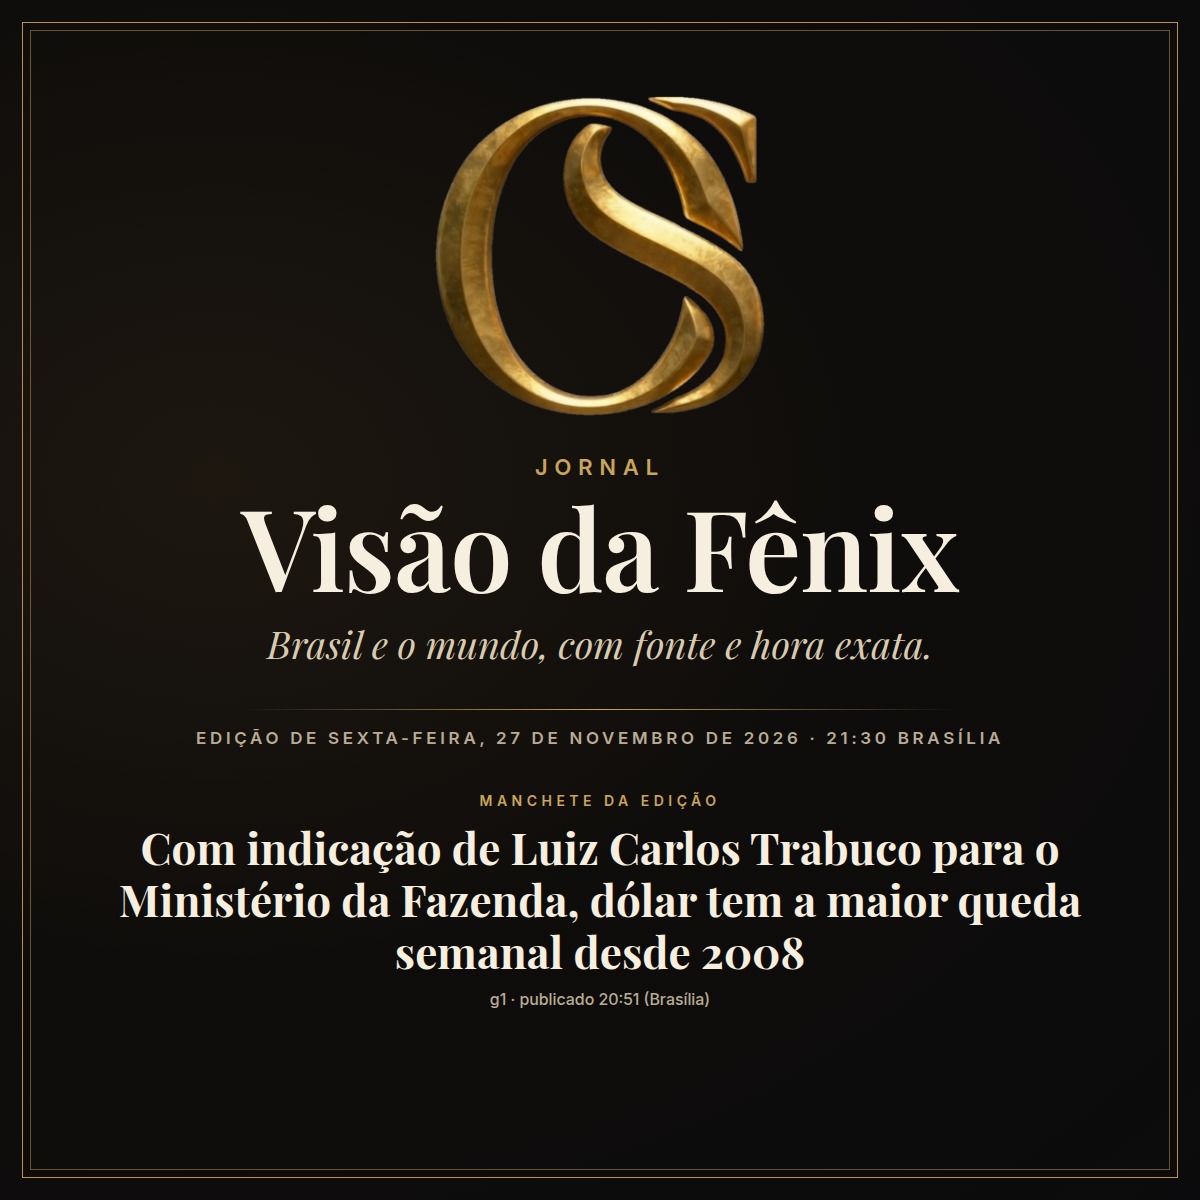 CS
JORNAL
Visão da Fênix
Brasil e o mundo, com fonte e hora exata.
EDIÇÃO DE SEXTA-FEIRA, 27 DE NOVEMBRO DE 2026 · 21:30 BRASÍLIA
MANCHETE DA EDIÇÃO
Com indicação de Luiz Carlos Trabuco para o
Ministério da Fazenda, dólar tem a maior queda
semanal desde 2008
g1 · publicado 20:51 (Brasília)